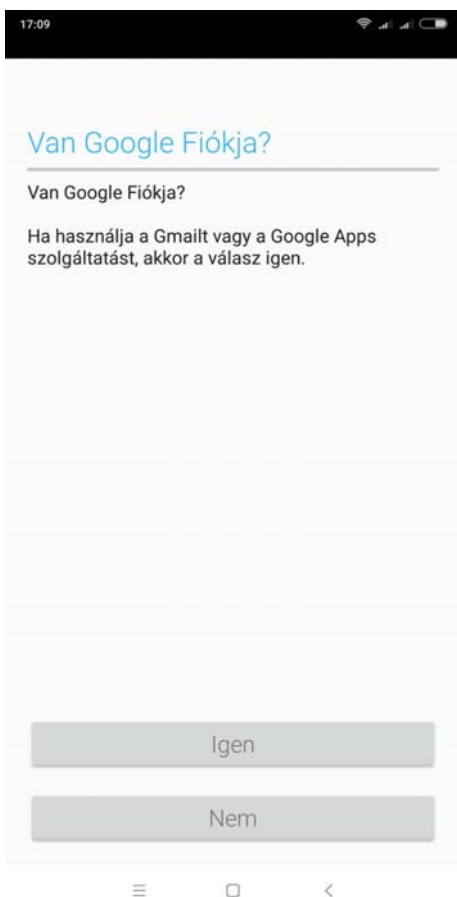 17:09
Van Google Fiókja?
Van Google Fiókja?
Ha használja a Gmailt vagy a Google Apps
szolgáltatást, akkor a válasz igen.
Igen
Nem